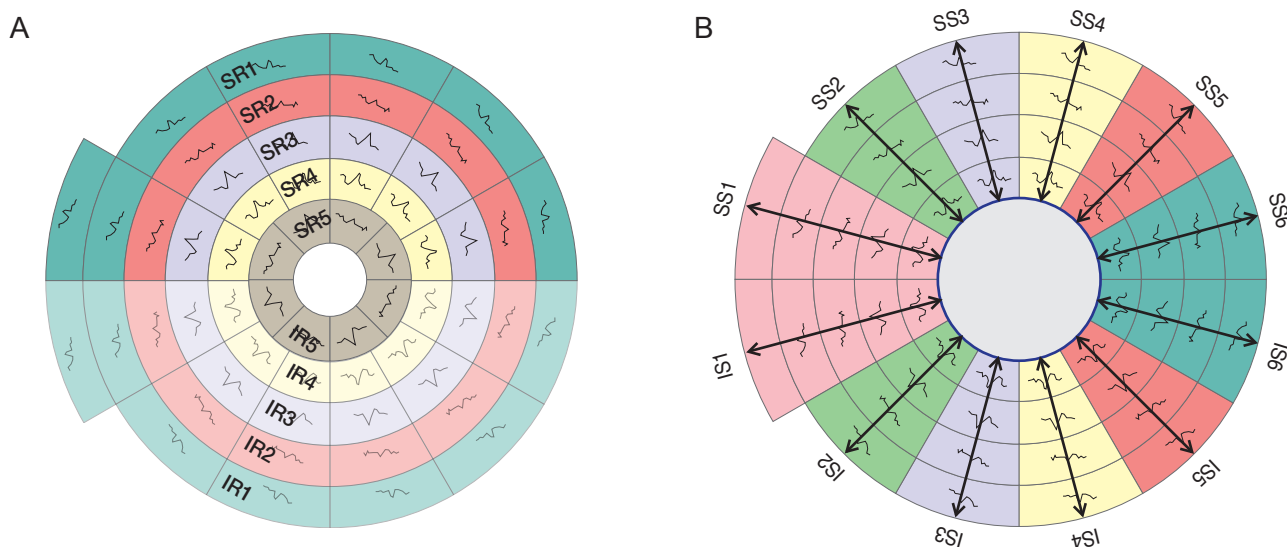 A
SR1
SR2
SR3
SR4
SR5
IR5
IR4
IR3
IR2
IR1
B
SS1
SS2
SS3
SS4
SS5
SS6
IS1
IS2
IS3
IS4
IS5
IS6